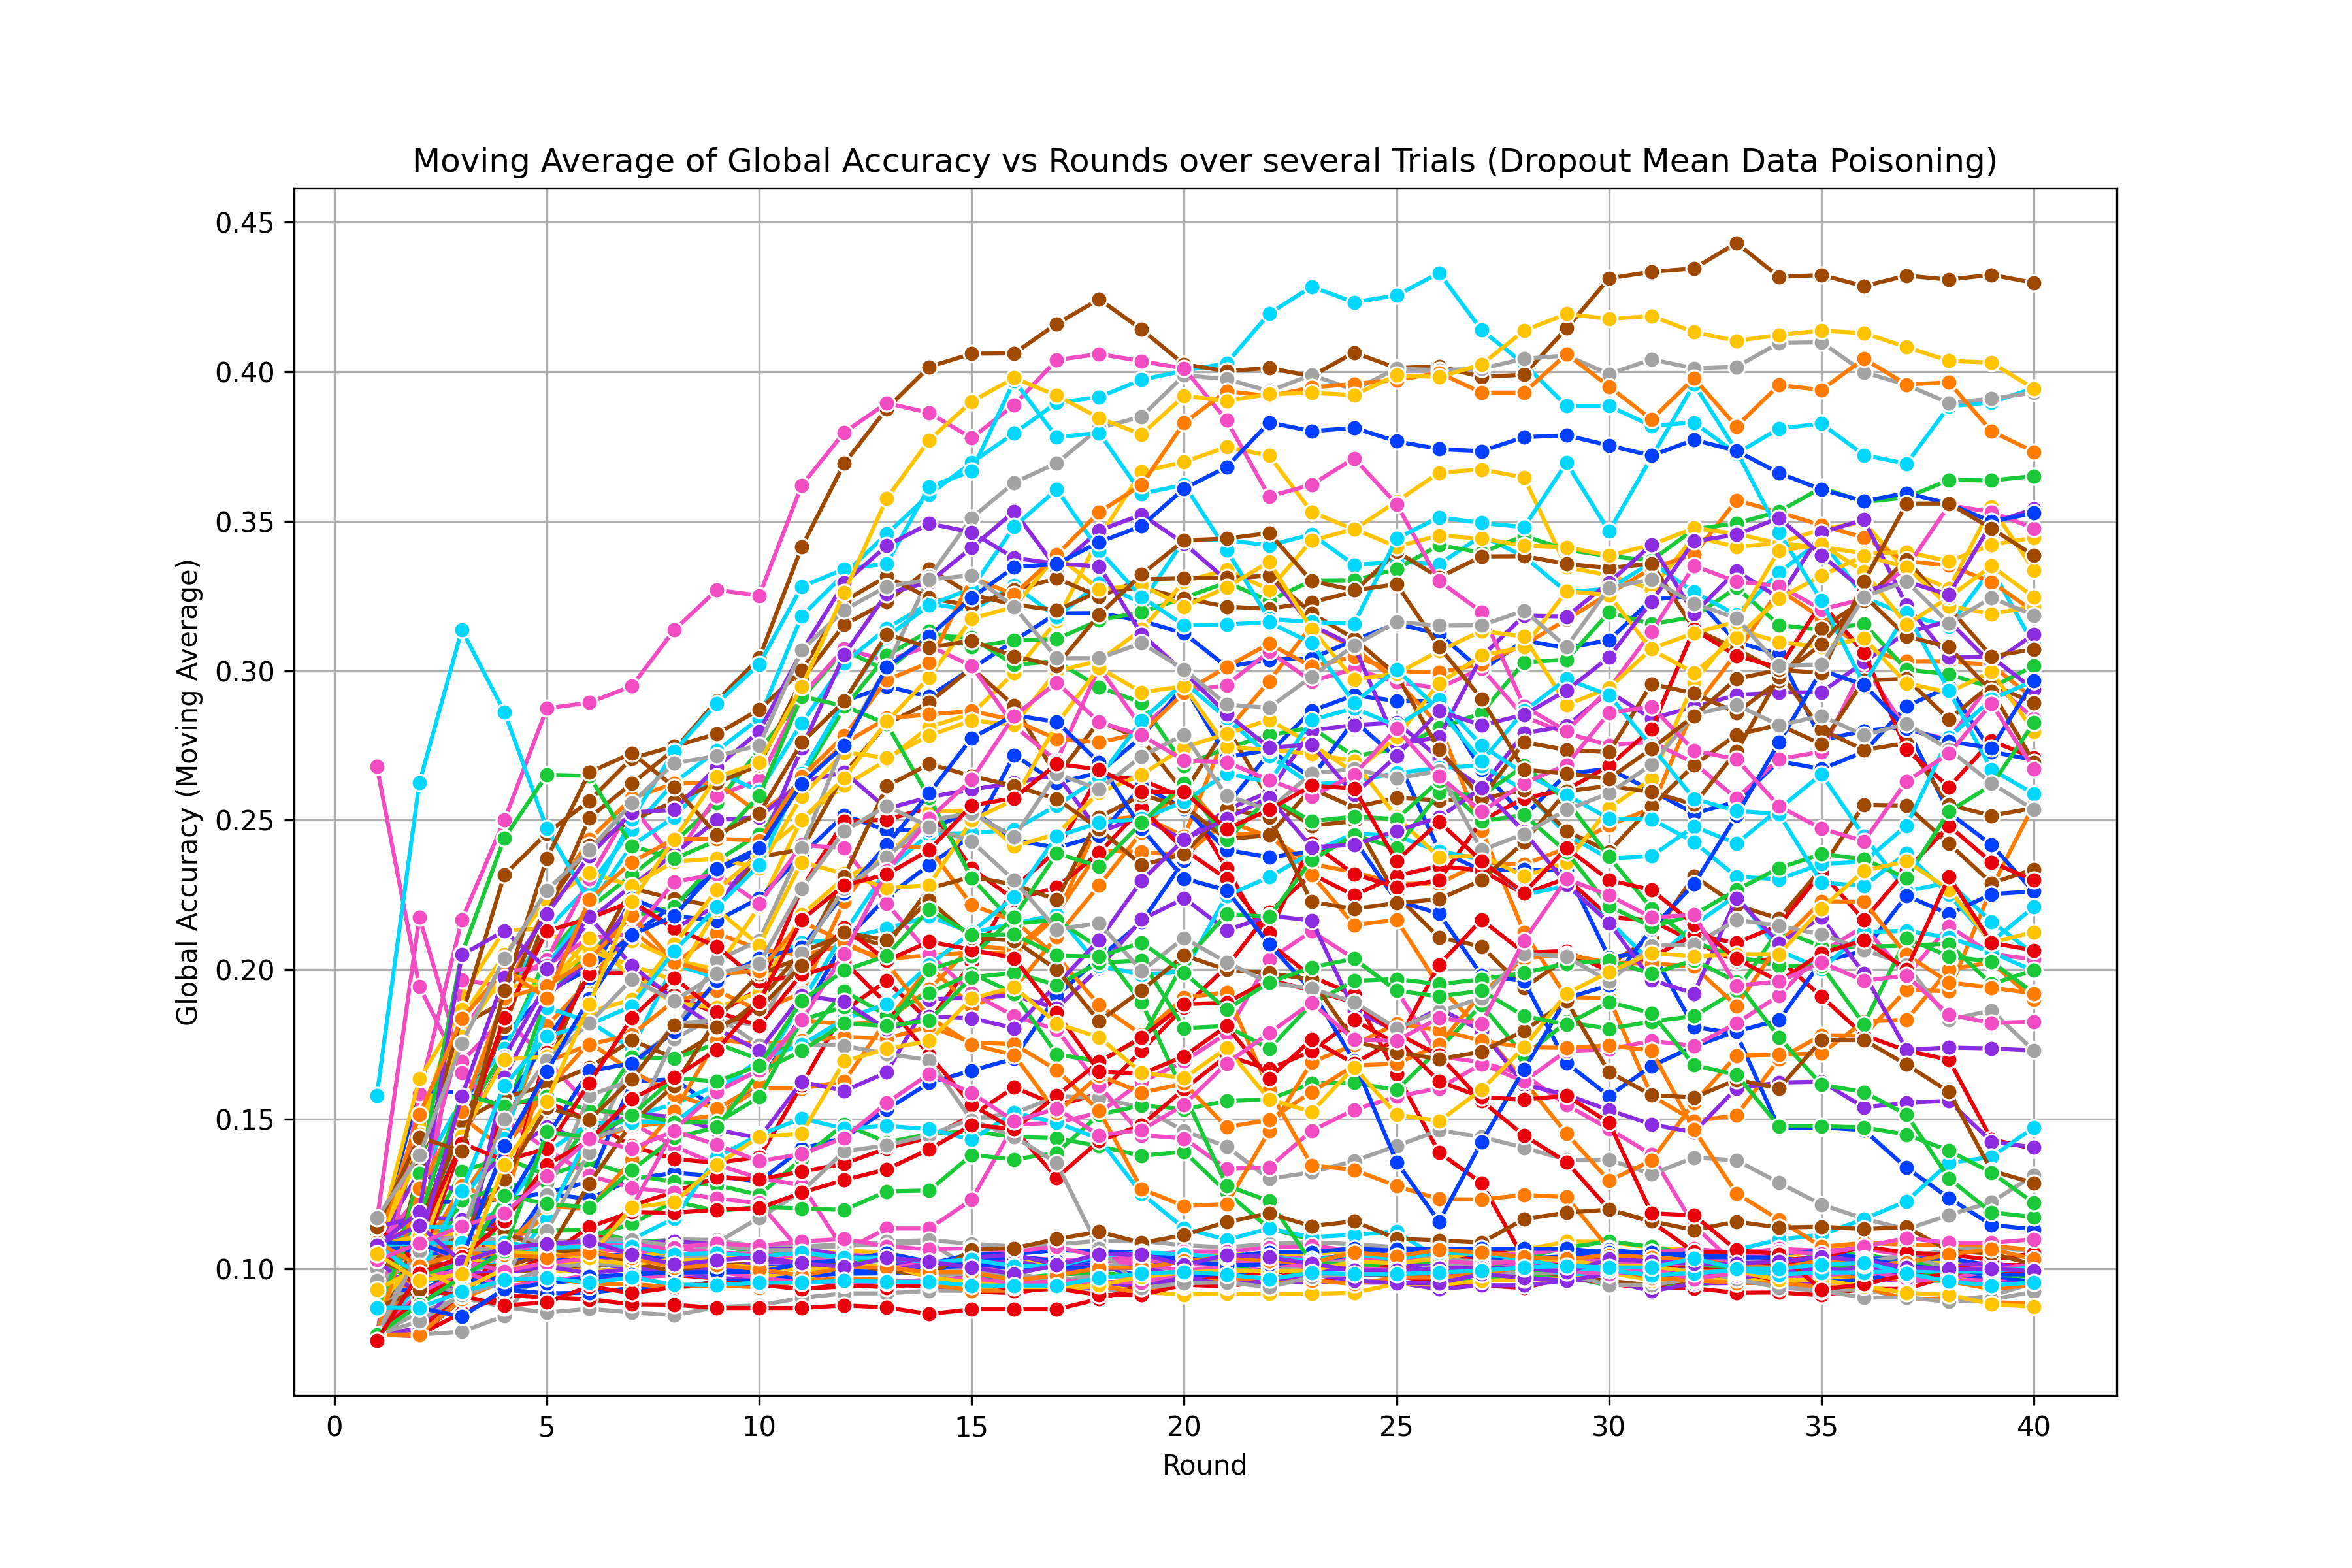 Moving Average of Global Accuracy vs Rounds over several Trials (Dropout Mean Data Poisoning)
Global Accuracy (Moving Average)
0.45
0.40
0.35
0.30
0.25
0.20
0.15
0.10
0 5 10 15 20 25 30 35 40
Round